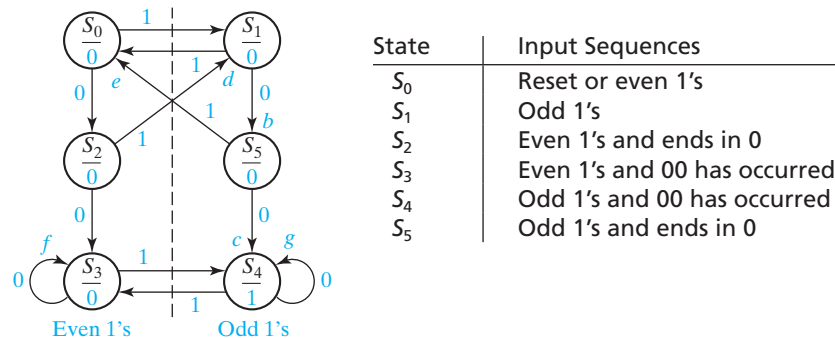 1
S0
0
S1
0
1
0
e
d
0
1
1
b
S2
0
1
S5
0
0
0
f
c
g
0
S3
0
1
S4
1
0
1
Even 1's
Odd 1's
State Input Sequences
S0 Reset or even 1's
S1 Odd 1's
S2 Even 1's and ends in 0
S3 Even 1's and 00 has occurred
S4 Odd 1's and 00 has occurred
S5 Odd 1's and ends in 0